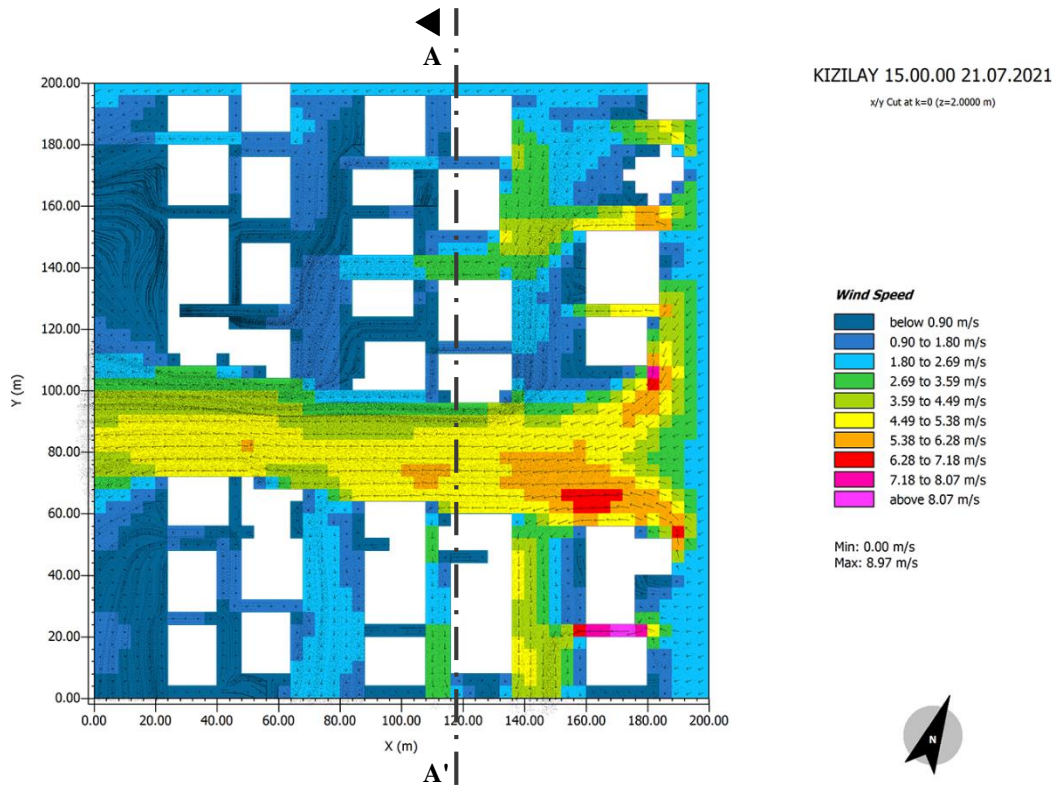 A
KIZILAY 15.00.00 21.07.2021
x/y Cut at k=0 (z=2.0000 m)
200.00
180.00
160.00
140.00
120.00
100.00
80.00
60.00
40.00
20.00
0.00
Y (m)
0.00 20.00 40.00 60.00 80.00 100.00 120.00 140.00 160.00 180.00 200.00
X (m)
A'
Wind Speed
below 0.90 m/s
0.90 to 1.80 m/s
1.80 to 2.69 m/s
2.69 to 3.59 m/s
3.59 to 4.49 m/s
4.49 to 5.38 m/s
5.38 to 6.28 m/s
6.28 to 7.18 m/s
7.18 to 8.07 m/s
above 8.07 m/s
Min: 0.00 m/s
Max: 8.97 m/s
N